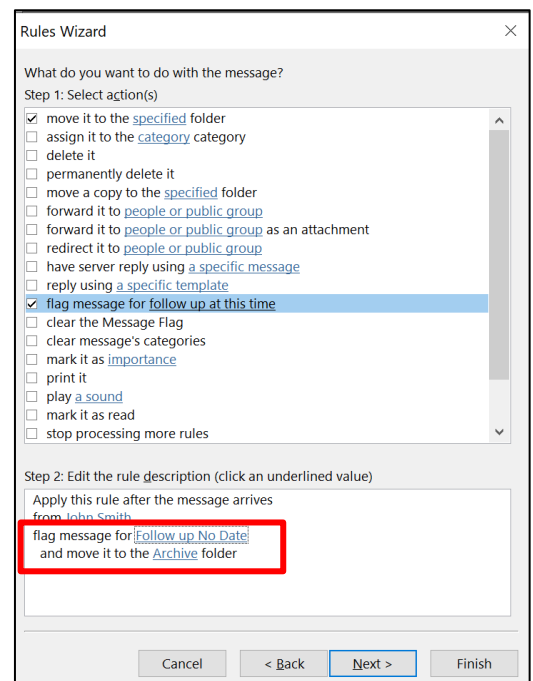 Rules Wizard
What do you want to do with the message?
Step 1: Select action(s)
move it to the specified folder
assign it to the category category
delete it
permanently delete it
move a copy to the specified folder
forward it to people or public group
forward it to people or public group as an attachment
redirect it to people or public group
have server reply using a specific message
reply using a specific template
flag message for follow up at this time
clear the Message Flag
clear message's categories
mark it as importance
print it
play a sound
mark it as read
stop processing more rules
Step 2: Edit the rule description (click an underlined value)
Apply this rule after the message arrives
from John Smith
flag message for Follow up No Date
and move it to the Archive folder
Cancel < Back Next > Finish